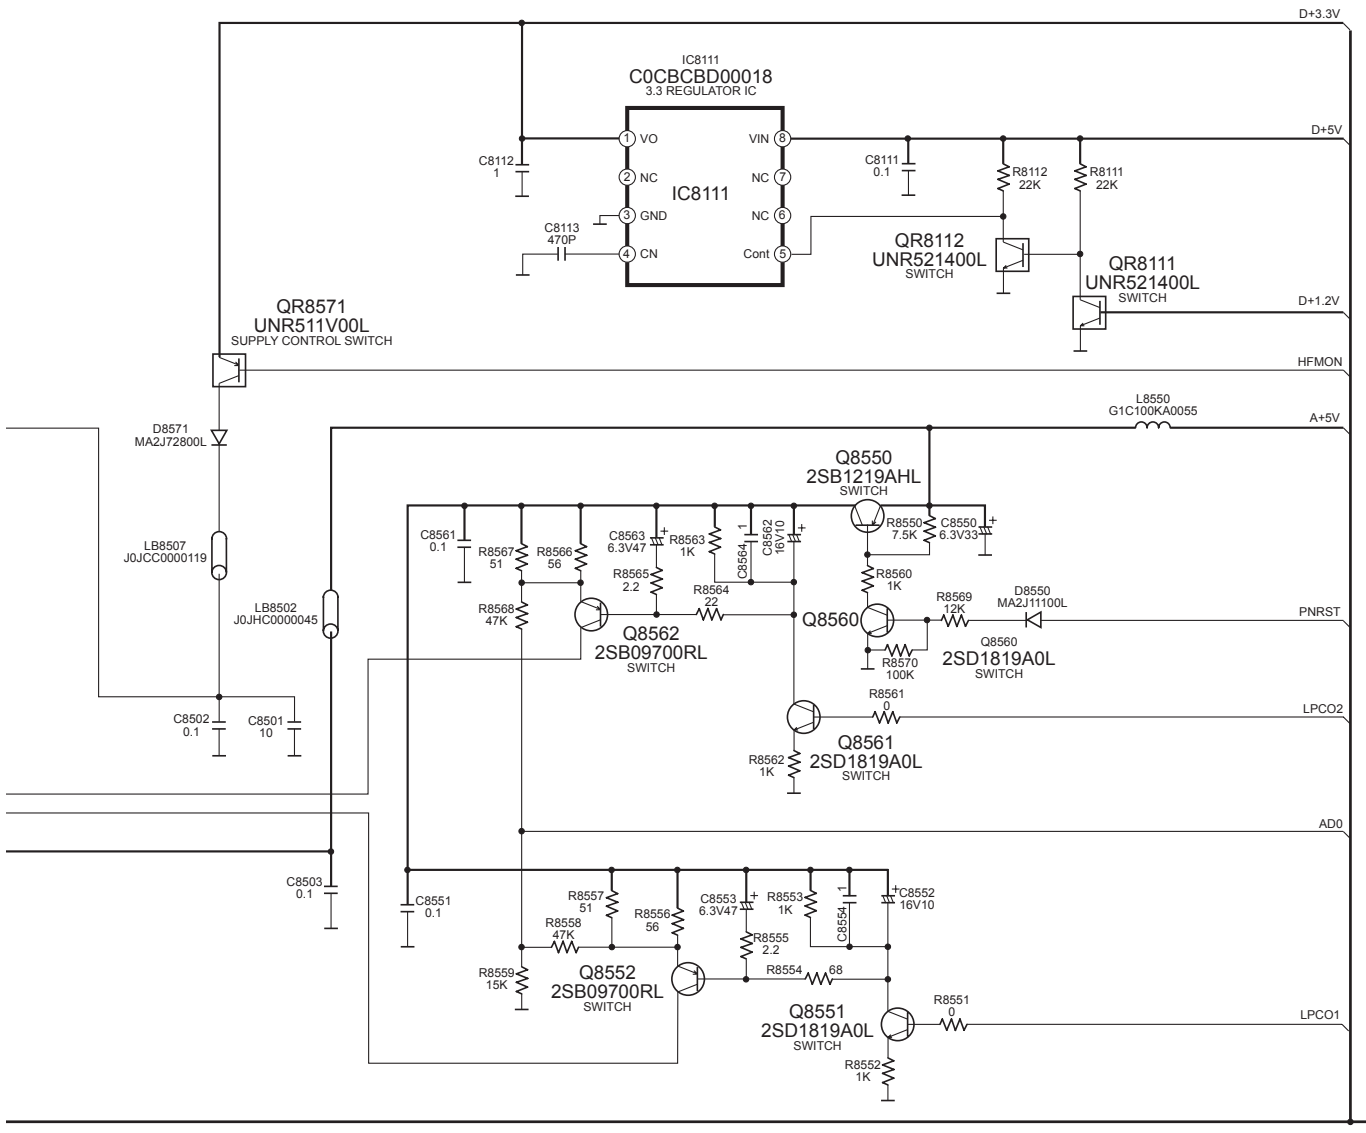 D+3.3V
IC8111
C0CBCBD00018
3.3 REGULATOR IC
1 VO
VIN 8
D+5V
C8112
1
C8111
0.1
R8112
22K
R8111
22K
2 NC
NC 7
IC8111
3 GND
NC 6
C8113
470P
4 CN
Cont 5
QR8112
UNR521400L
SWITCH
QR8111
UNR521400L
SWITCH
D+1.2V
QR8571
UNR511V00L
SUPPLY CONTROL SWITCH
HFMON
L8550
G1C100KA0055
A+5V
D8571
MA2J72800L
Q8550
2SB1219AHL
SWITCH
C8561
0.1
R8567
51
R8566
56
C8563
6.3V47
+
R8563
1K
C8564 1
C8562
16V10
+
R8550
7.5K
C8550
6.3V33
+
LB8507
J0JCC0000119
R8565
2.2
R8560
1K
LB8502
J0JHC0000045
R8568
47K
R8564
22
Q8560
R8569
12K
D8550
MA2J11100L
PNRST
Q8562
2SB09700RL
SWITCH
R8570
100K
Q8560
2SD1819A0L
SWITCH
C8502
0.1
C8501
10
R8561
0
LPCO2
R8562
1K
Q8561
2SD1819A0L
SWITCH
AD0
C8503
0.1
C8551
0.1
R8557
51
R8556
56
C8553
6.3V47
+
R8553
1K
C8554 1
+
C8552
16V10
R8558
47K
R8555
2.2
R8559
15K
Q8552
2SB09700RL
SWITCH
R8554 68
Q8551
2SD1819A0L
SWITCH
R8551
0
LPCO1
R8552
1K